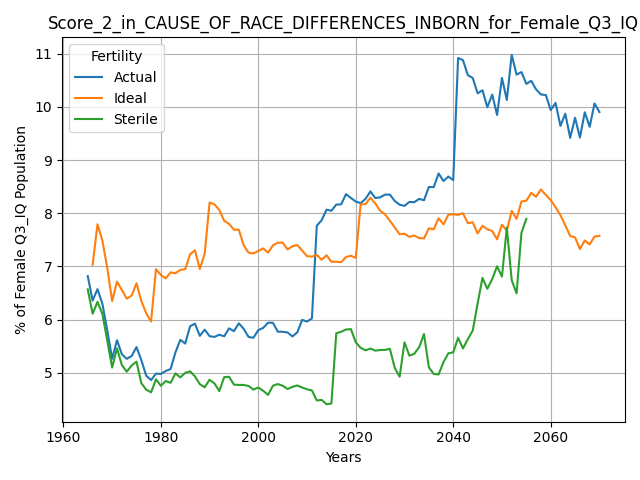 Score_2_in_CAUSE_OF_RACE_DIFFERENCES_INBORN_for_Female_Q3_IQ
Fertility
Actual
Ideal
Sterile
% of Female Q3_IQ Population
11
10
9
8
7
6
5
1960 1980 2000 2020 2040 2060
Years